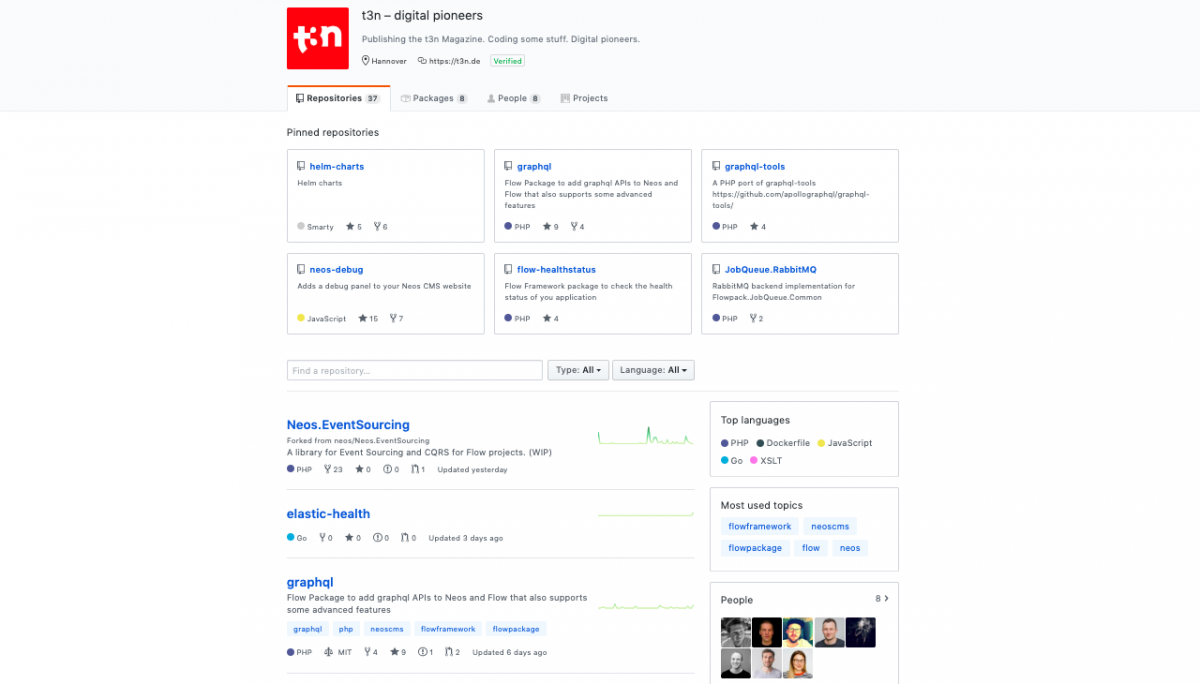 t3n
t3n – digital pioneers
Publishing the t3n Magazine. Coding some stuff. Digital pioneers.
Hannover https://t3n.de Verified
Repositories 37 Packages 8 People 8 Projects
Pinned repositories
helm-charts
Helm charts
Smarty 5 6
graphql
Flow Package to add graphql APIs to Neos and
Flow that also supports some advanced
features
PHP 9 4
graphql-tools
A PHP port of graphql-tools
https://github.com/apollographql/graphql-
tools/
PHP 4
neos-debug
Adds a debug panel to your Neos CMS website
JavaScript 15 7
flow-healthstatus
Flow Framework package to check the health
status of you application
PHP 4
JobQueue.RabbitMQ
RabbitMQ backend implementation for
Flowpack.JobQueue.Common
PHP 2
Find a repository...
Type: All Language: All
Neos.EventSourcing
Forked from neos/Neos.EventSourcing
A library for Event Sourcing and CQRS for Flow projects. (WIP)
PHP 23 0 0 1 Updated yesterday
elastic-health
Go 0 0 0 0 Updated 3 days ago
graphql
Flow Package to add graphql APIs to Neos and Flow that also supports
some advanced features
graphql php neoscms flowframework flowpackage
PHP MIT 4 9 1 2 Updated 6 days ago
Top languages
PHP Dockerfile JavaScript
Go XSLT
Most used topics
flowframework neoscms
flowpackage flow neos
People 8